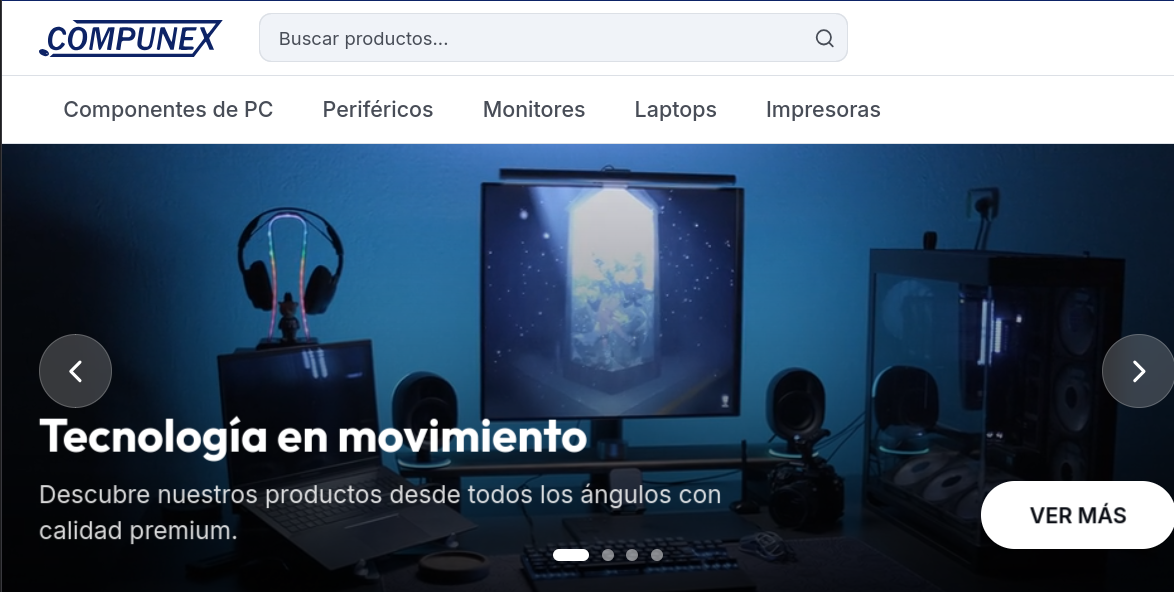 COMPUNEX
Buscar productos...
Componentes de PC Periféricos Monitores Laptops Impresoras
Tecnología en movimiento
Descubre nuestros productos desde todos los ángulos con
calidad premium.
VER MÁS